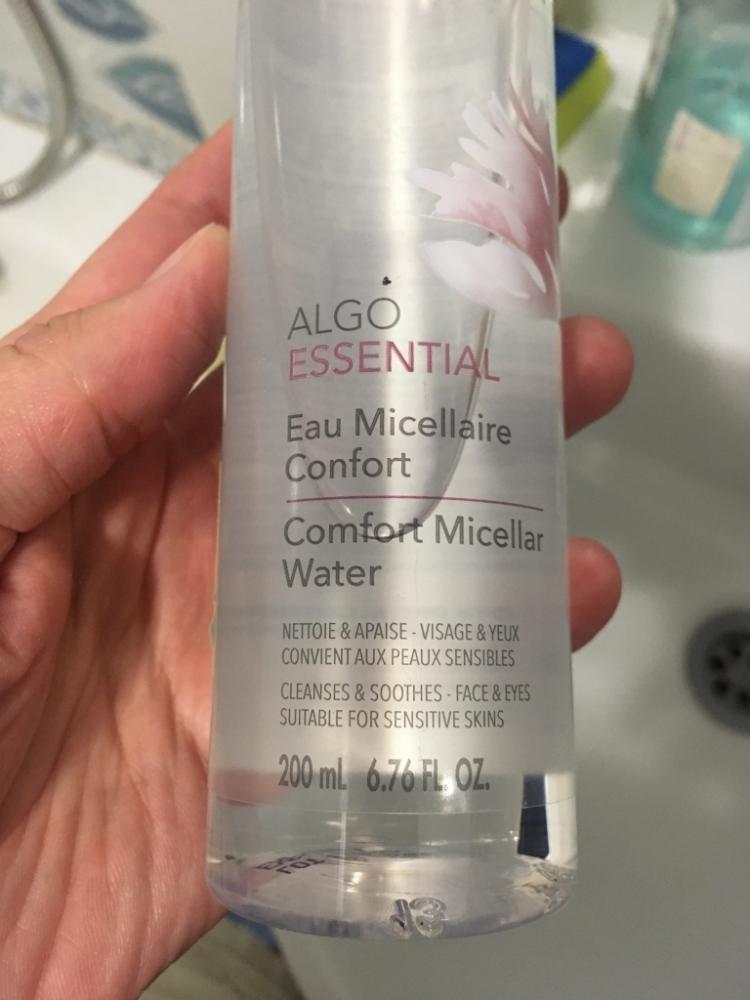 ALGO
ESSENTIAL
Eau Micellaire
Confort
Comfort Micellar
Water
NETTOIE & APAISE - VISAGE & YEUX
CONVIENT AUX PEAUX SENSIBLES
CLEANSES & SOOTHES - FACE & EYES
SUITABLE FOR SENSITIVE SKINS
200 mL 6.76 FL. OZ.